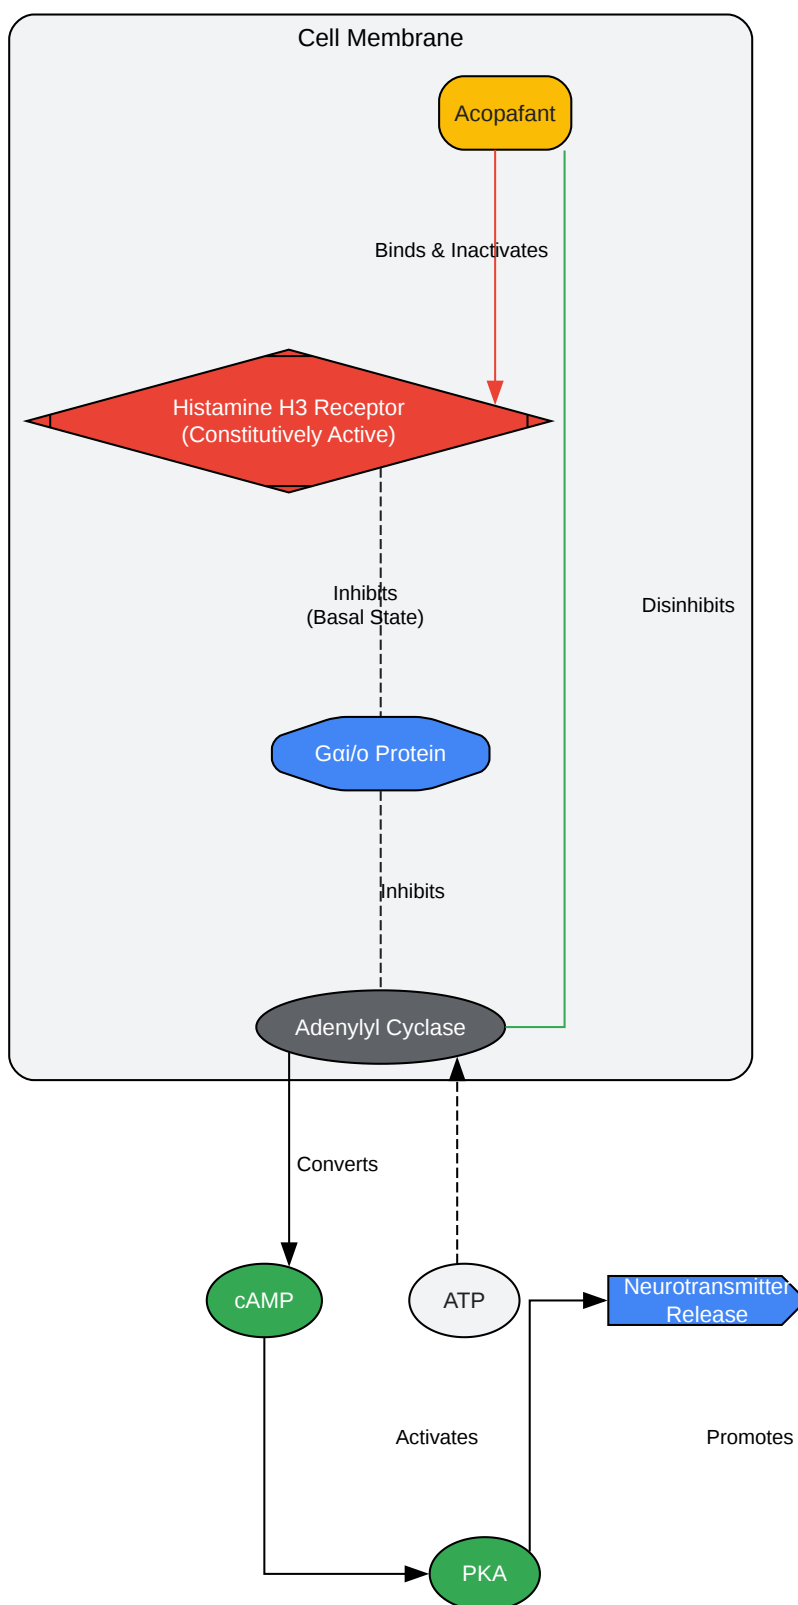 Cell Membrane
Acopafant
Binds & Inactivates
Histamine H3 Receptor
(Constitutively Active)
Inhibits
(Basal State)
Disinhibits
Gαi/o Protein
Inhibits
Adenylyl Cyclase
Converts
cAMP
ATP
Neurotransmitter
Release
Activates
Promotes
PKA